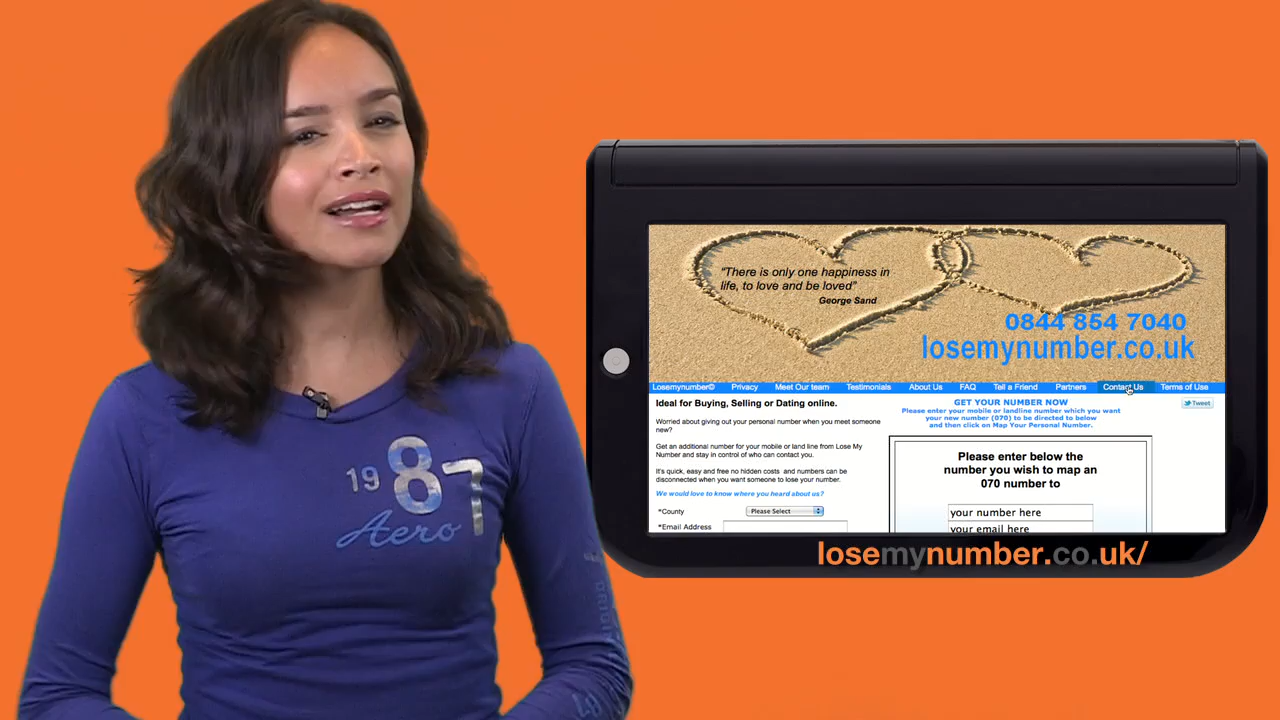 1987
Aero
"There is only one happiness in
life, to love and be loved"
George Sand
0844 854 7040
losemynumber.co.uk
Losemynumber© Privacy Meet Our team Testimonials About Us FAQ Tell a Friend Partners Contact Us Terms of Use
Ideal for Buying, Selling or Dating online.
Worried about giving out your personal number when you meet someone
new?
Get an additional number for your mobile or land line from Lose My
Number and stay in control of who can contact you.
It's quick, easy and free no hidden costs and numbers can be
disconnected when you want someone to lose your number.
We would love to know where you heard about us?
*County Please Select
*Email Address
GET YOUR NUMBER NOW
Please enter your mobile or landline number which you want
your new number (070) to be directed to below
and then click on Map Your Personal Number.
Tweet
Please enter below the
number you wish to map an
070 number to
your number here
your email here
losemynumber.co.uk/